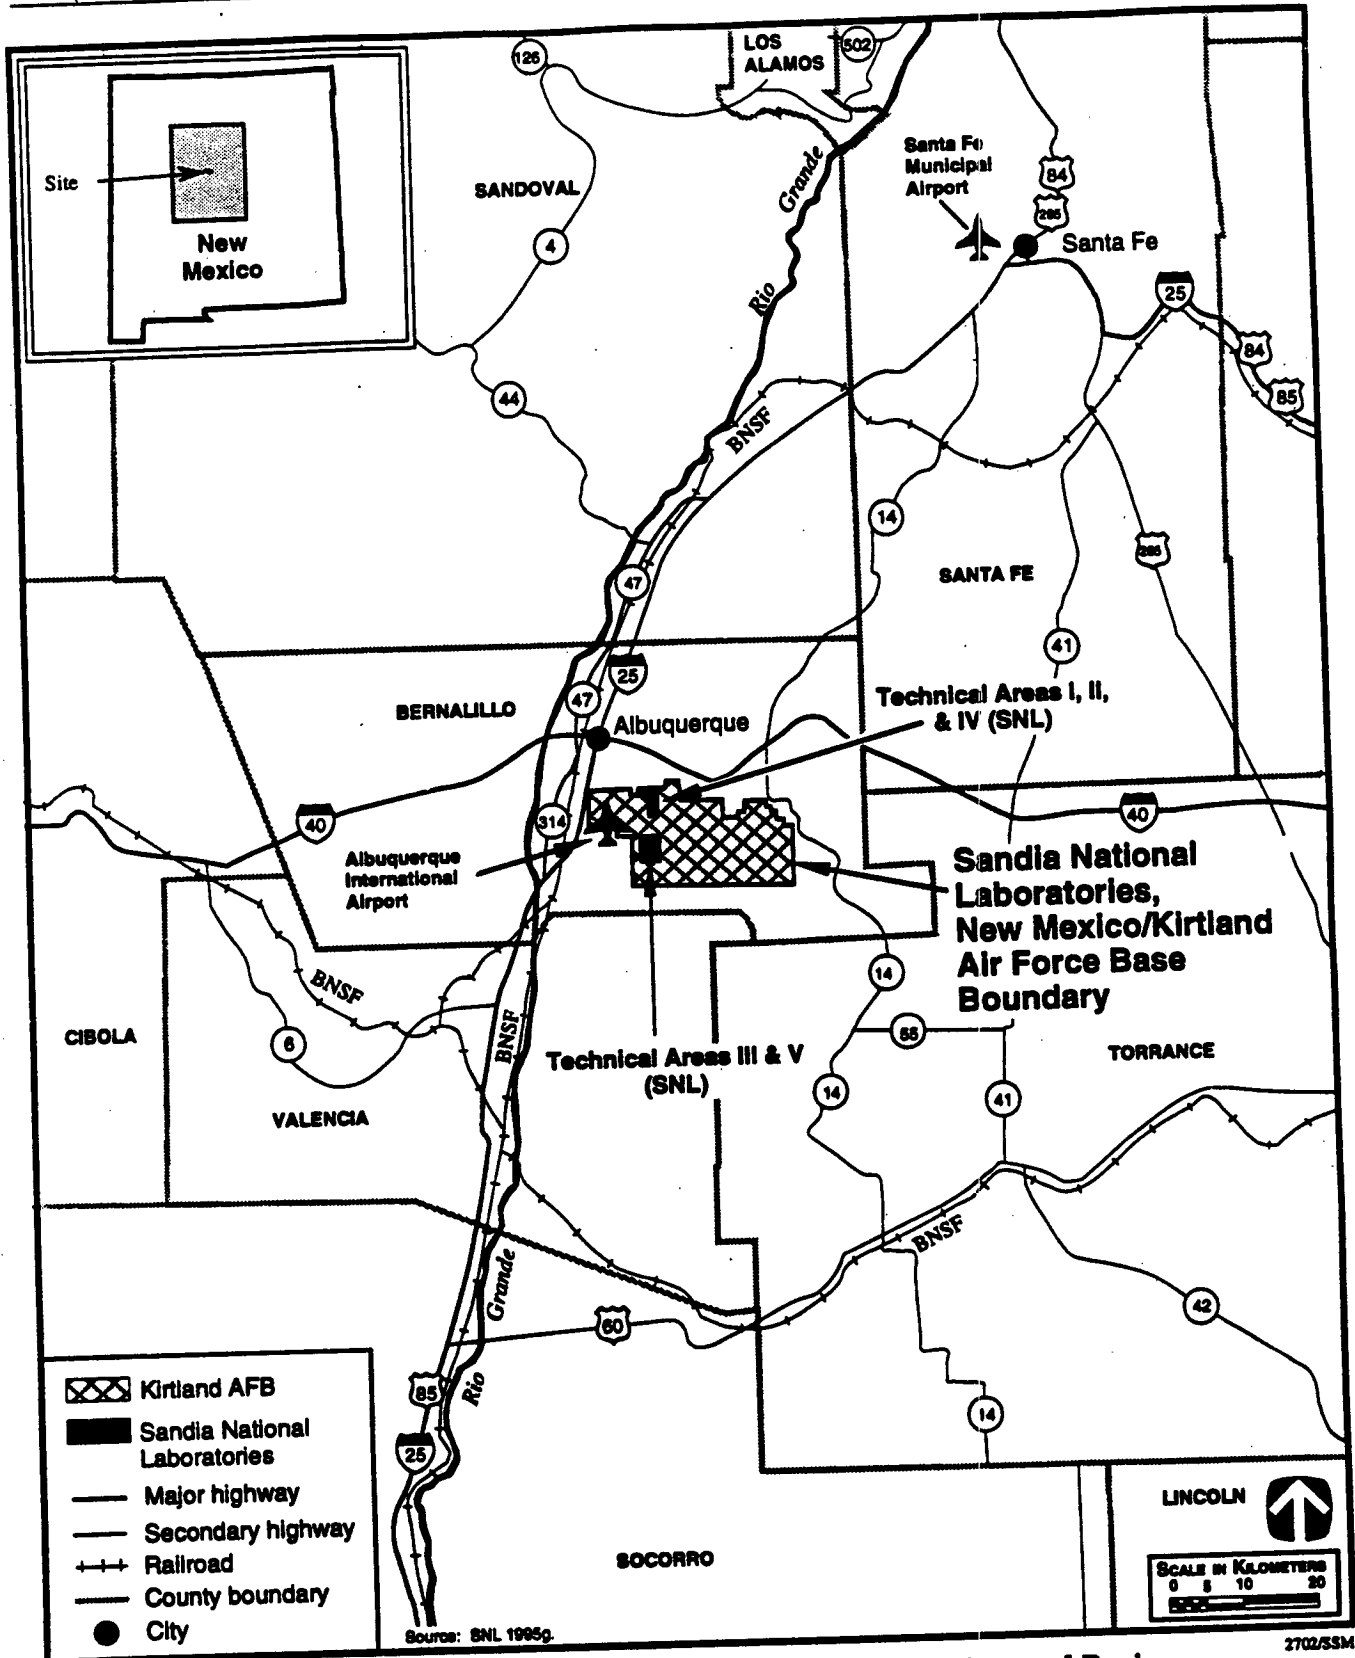 LOS
ALAMOS
126
502
Site
New
Mexico
SANDOVAL
4
44
Rio
Grande
Santa Fe
Municipal
Airport
84
285
Santa Fe
25
84
85
BNSF
14
SANTA FE
285
47
41
BERNALILLO
47
25
Albuquerque
Technical Areas I, II,
& IV (SNL)
40
314
40
Albuquerque
International
Airport
Sandia National
Laboratories,
New Mexico/Kirtland
Air Force Base
Boundary
BNSF
CIBOLA
6
BNSF
14
55
TORRANCE
Technical Areas III & V
(SNL)
14
41
VALENCIA
BNSF
Grande
Rio
60
42
85
14
25
Kirtland AFB
Sandia National
Laboratories
Major highway
Secondary highway
Railroad
County boundary
City
SOCORRO
LINCOLN
SCALE IN KILOMETERS
0 5 10 20
Source: SNL 1995g.
2702/SSM